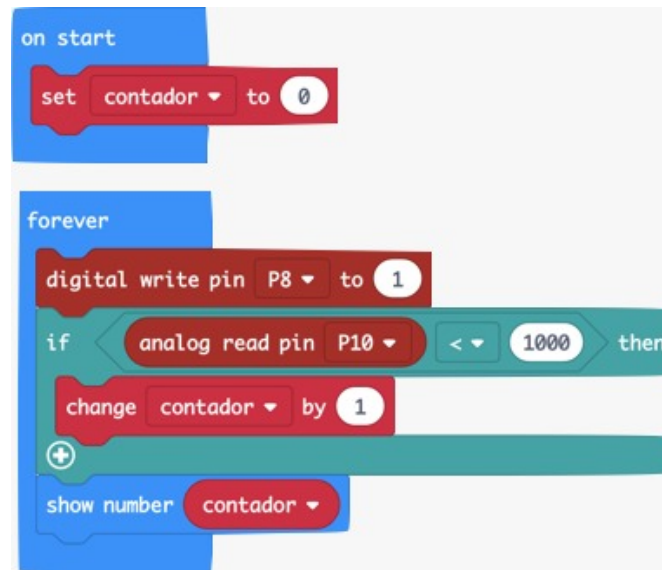 on start
set contador to 0
forever
digital write pin P8 to 1
if analog read pin P10 < 1000 then
change contador by 1
show number contador